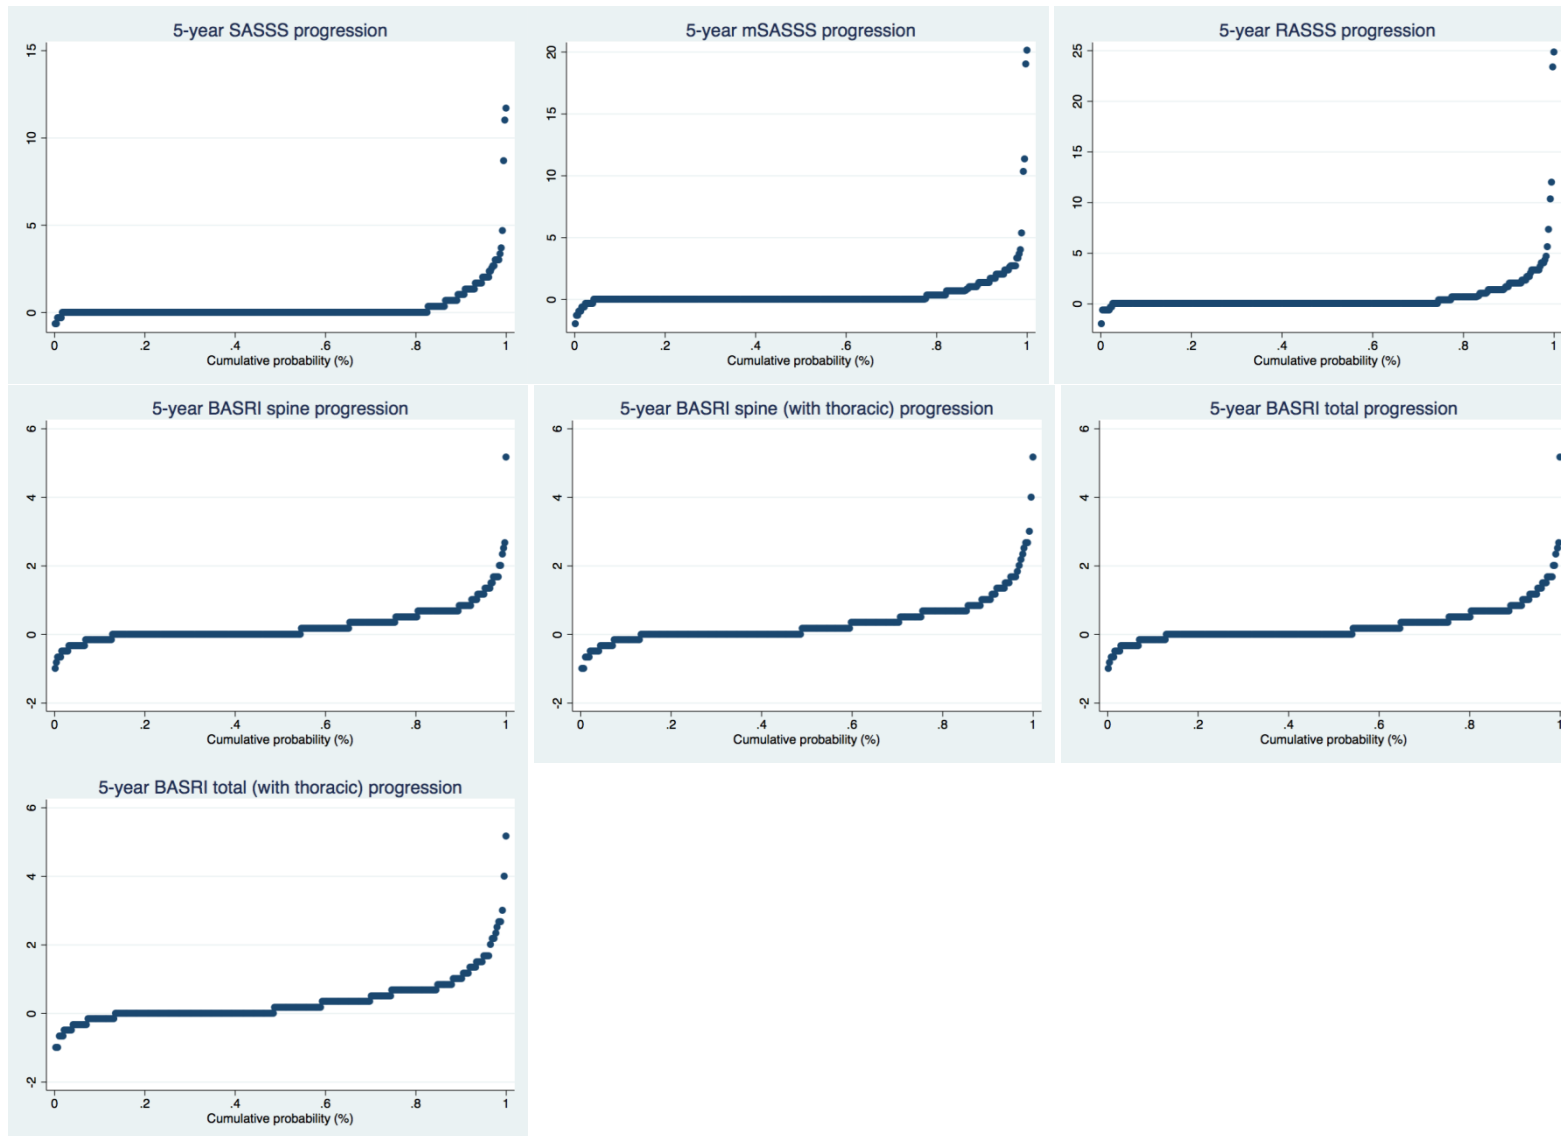 5-year SASSS progression
15
10
5
0
0 .2 .4 .6 .8 1
Cumulative probability (%)
5-year mSASSS progression
20
15
10
5
0
0 .2 .4 .6 .8 1
Cumulative probability (%)
5-year RASSS progression
25
20
15
10
5
0
0 .2 .4 .6 .8 1
Cumulative probability (%)
5-year BASRI spine progression
6
4
2
0
-2
0 .2 .4 .6 .8 1
Cumulative probability (%)
5-year BASRI spine (with thoracic) progression
6
4
2
0
-2
0 .2 .4 .6 .8 1
Cumulative probability (%)
5-year BASRI total progression
6
4
2
0
-2
0 .2 .4 .6 .8 1
Cumulative probability (%)
5-year BASRI total (with thoracic) progression
6
4
2
0
-2
0 .2 .4 .6 .8 1
Cumulative probability (%)